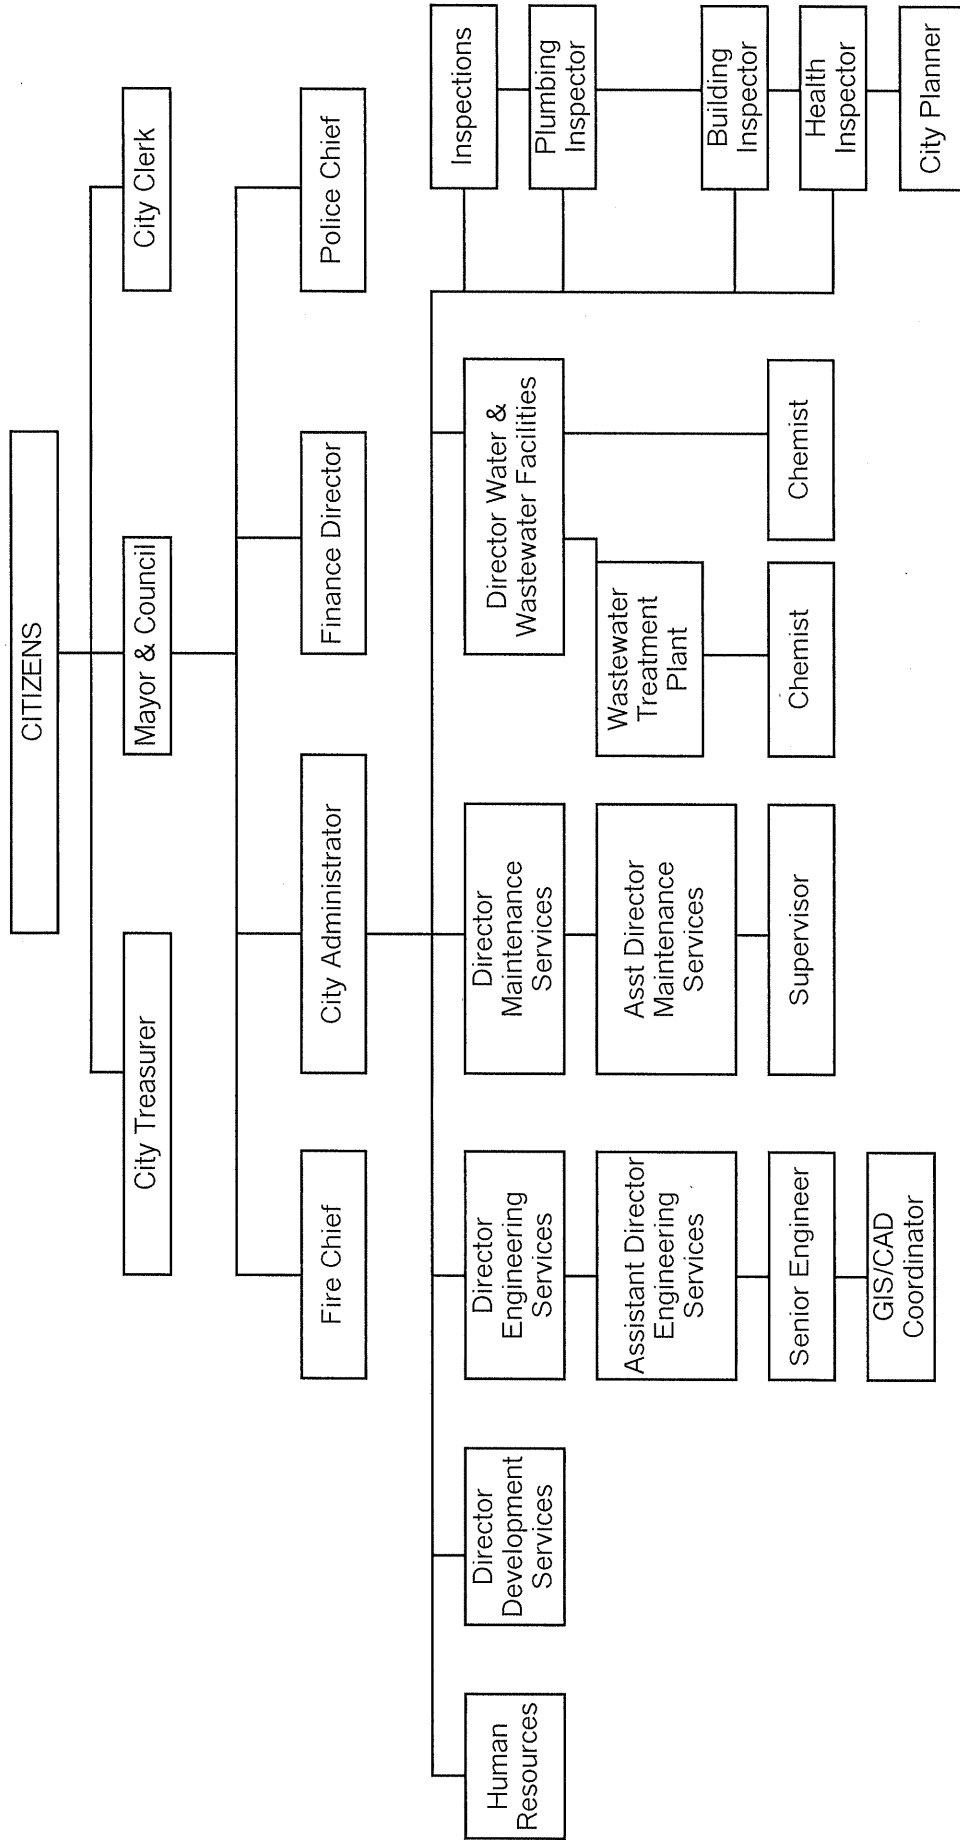 CITIZENS
City Treasurer
Mayor & Council
City Clerk
Fire Chief
City Administrator
Finance Director
Police Chief
Human
Resources
Director
Development
Services
Director
Engineering
Services
Assistant Director
Engineering
Services
Senior Engineer
GIS/CAD
Coordinator
Director
Maintenance
Services
Asst Director
Maintenance
Services
Supervisor
Director Water &
Wastewater Facilities
Wastewater
Treatment
Plant
Chemist
Chemist
Inspections
Plumbing
Inspector
Building
Inspector
Health
Inspector
City Planner